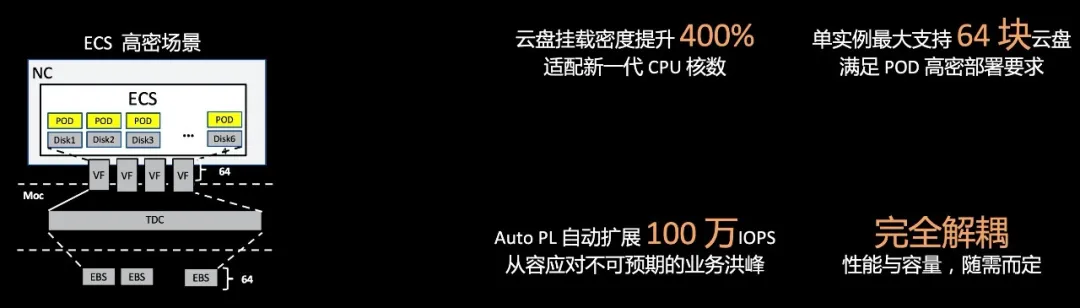 ECS 高密场景
NC
ECS
POD POD POD POD
Disk1 Disk2 Disk3 ... Disk6
VF VF VF VF 64
Moc
TDC
EBS EBS EBS 64
云盘挂载密度提升 400%
适配新一代 CPU 核数
单实例最大支持 64 块云盘
满足 POD 高密部署要求
Auto PL 自动扩展 100 万IOPS
从容应对不可预期的业务洪峰
完全解耦
性能与容量，随需而定